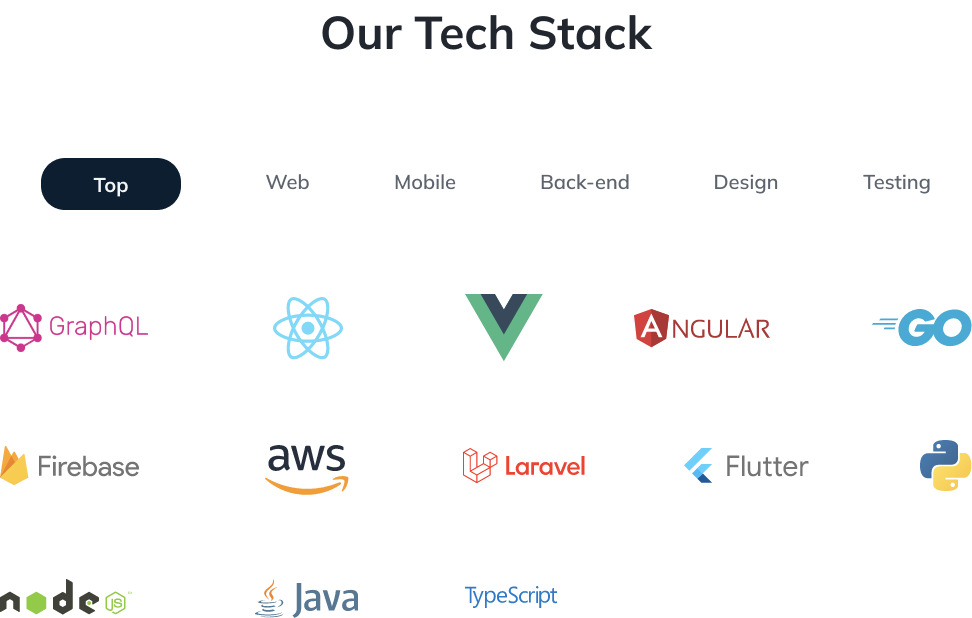 Our Tech Stack
Top Web Mobile Back-end Design Testing
GraphQL ANGULAR GO
Firebase aws Laravel Flutter
node JS Java TypeScript